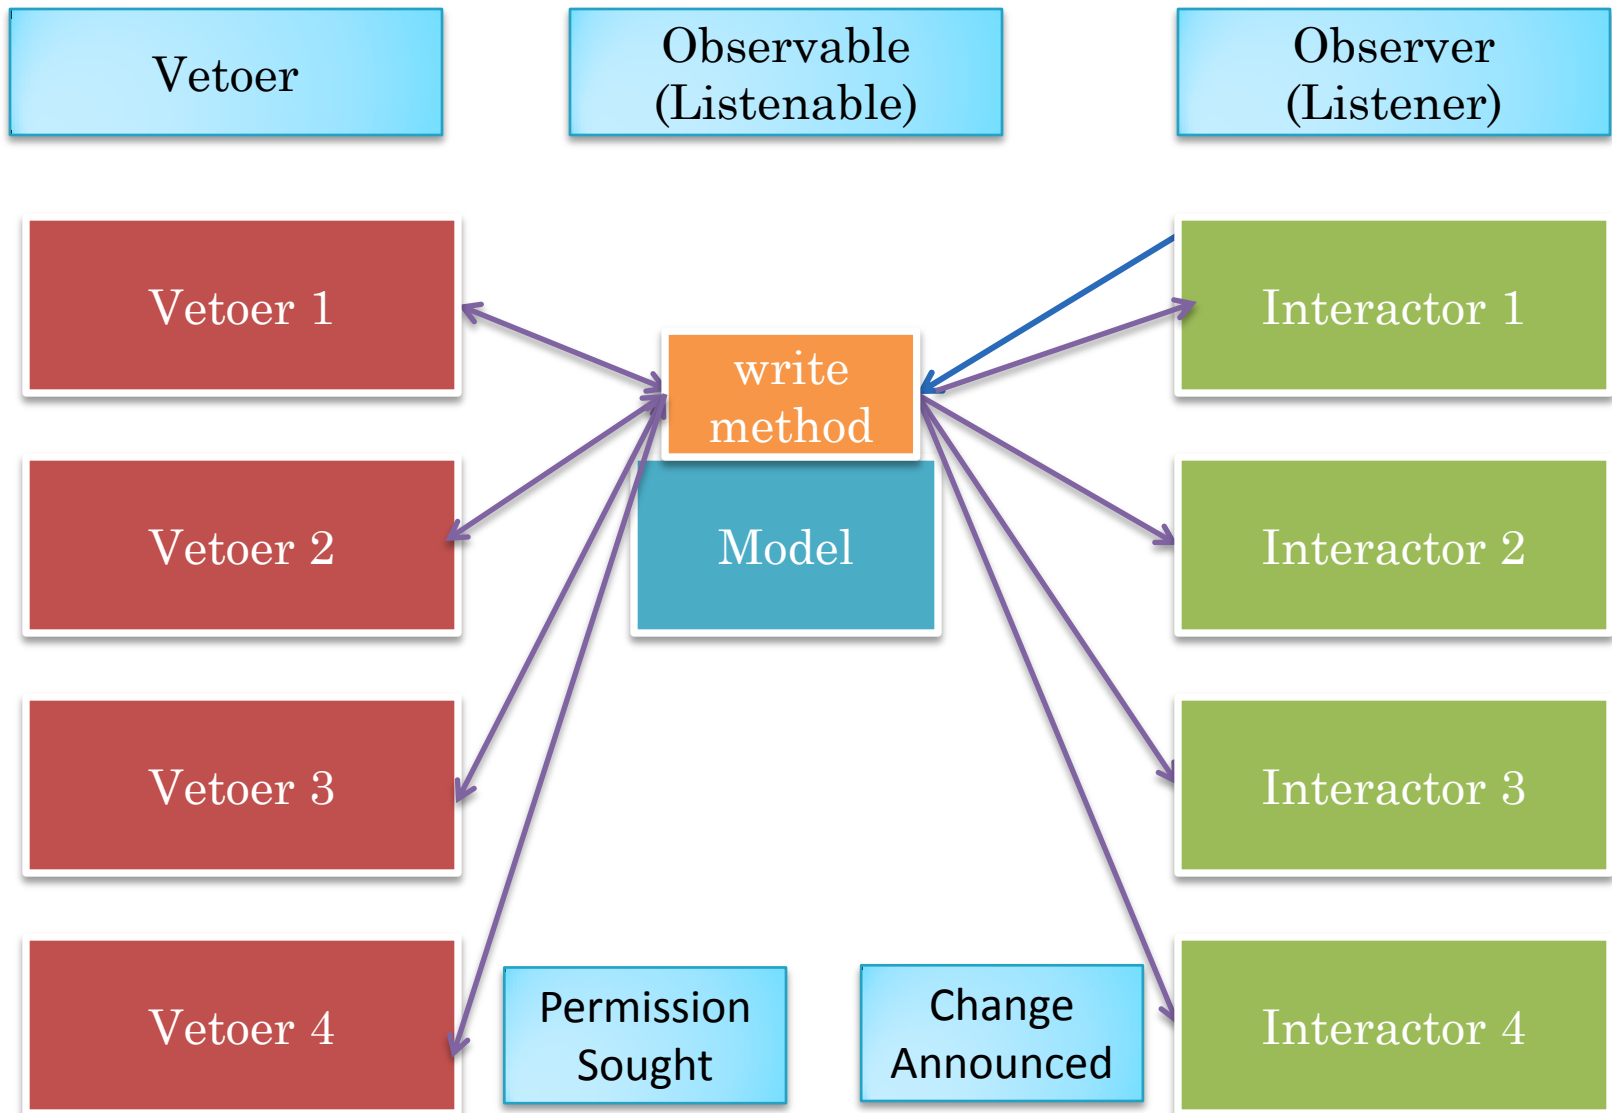 Vetoer
Observable
(Listenable)
Observer
(Listener)
Vetoer 1
write
method
Interactor 1
Vetoer 2
Model
Interactor 2
Vetoer 3
Interactor 3
Vetoer 4
Permission
Sought
Change
Announced
Interactor 4